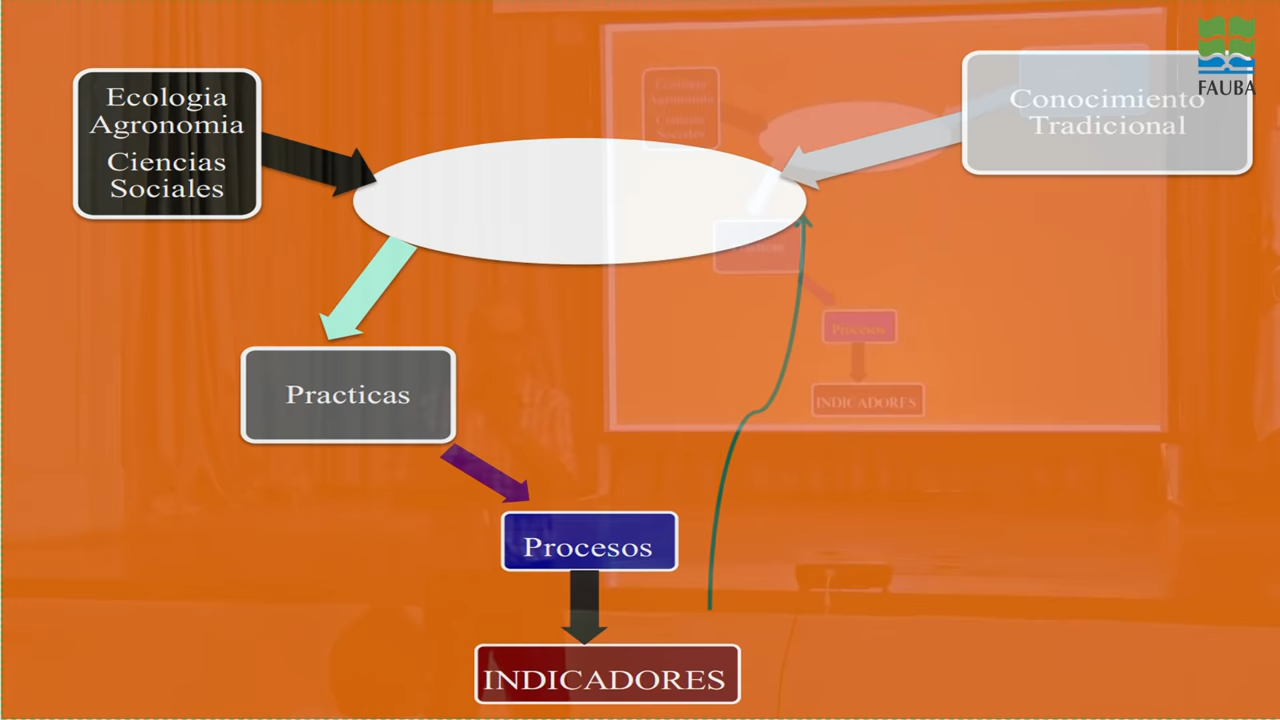 Ecologia
Agronomia
Ciencias
Sociales
Conocimiento
Tradicional
FAUBA
Practicas
Procesos
INDICADORES
Procesos
INDICADORES